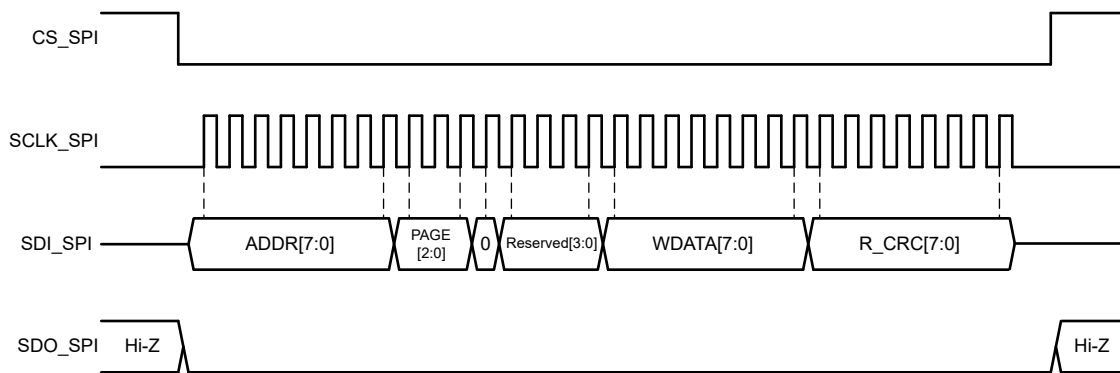 CS_SPI
SCLK_SPI
SDI_SPI
ADDR[7:0]
PAGE
[2:0]
0
Reserved[3:0]
WDATA[7:0]
R_CRC[7:0]
SDO_SPI
Hi-Z
Hi-Z